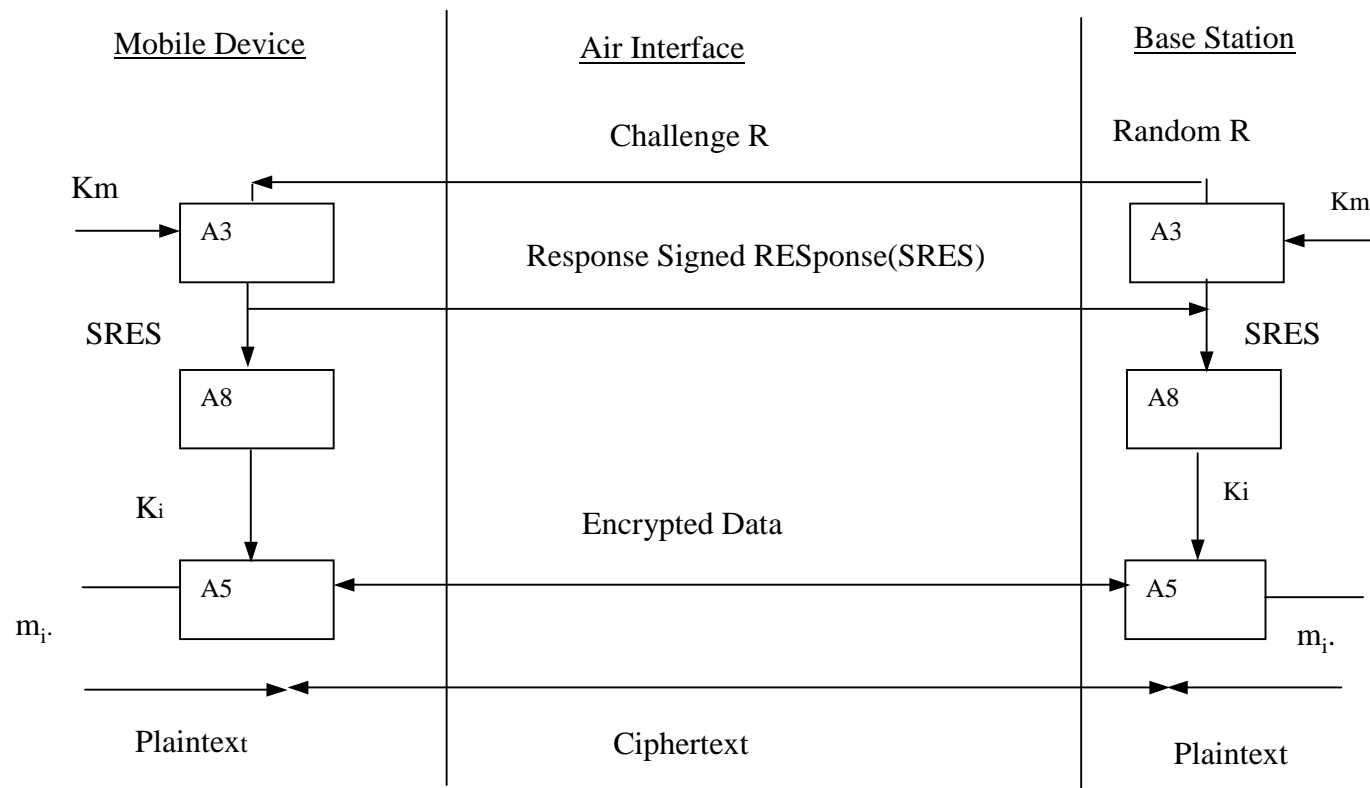 Mobile Device
Air Interface
Base Station
Challenge R
Random R
Km
Km
A3
A3
Response Signed RESponse(SRES)
SRES
SRES
A8
A8
Ki
Ki
Encrypted Data
A5
A5
mi.
mi.
Plaintext
Ciphertext
Plaintext